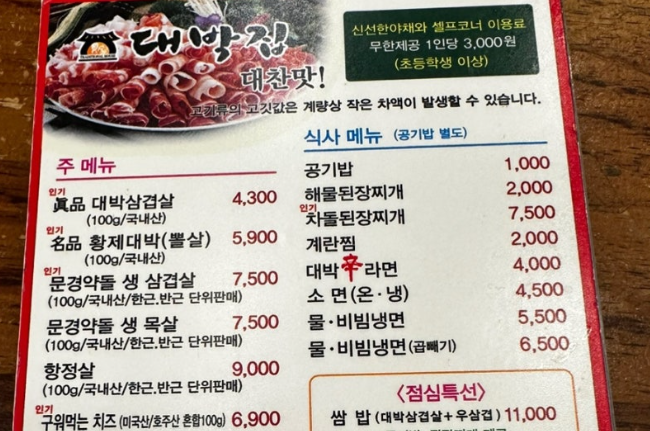 대박집
대찬맛!
신선한야채와 셀프코너 이용료
무한제공 1인당 3,000원
(초등학생 이상)
고기류의 고깃값은 계량상 작은 차액이 발생할 수 있습니다.
주 메뉴
인기
眞品 대박삼겹살 4,300
(100g/국내산)
인기
名品 황제대박(뽈살) 5,900
(100g/국내산)
인기
문경약돌 생 삼겹살 7,500
(100g/국내산/한근.반근 단위판매)
문경약돌 생 목살 7,500
(100g/국내산/한근.반근 단위판매)
항정살 9,000
(100g/국내산/한근.반근 단위판매)
인기
구워먹는 치즈 (미국산/호주산 혼합100g) 6,900
식사 메뉴 (공기밥 별도)
공기밥 1,000
해물된장찌개 2,000
인기
차돌된장찌개 7,500
계란찜 2,000
대박辛라면 4,000
소 면(온·냉) 4,500
물·비빔냉면 5,500
물·비빔냉면(곱빼기) 6,500
<점심특선>
쌈 밥 (대박삼겹살+우삼겹) 11,000